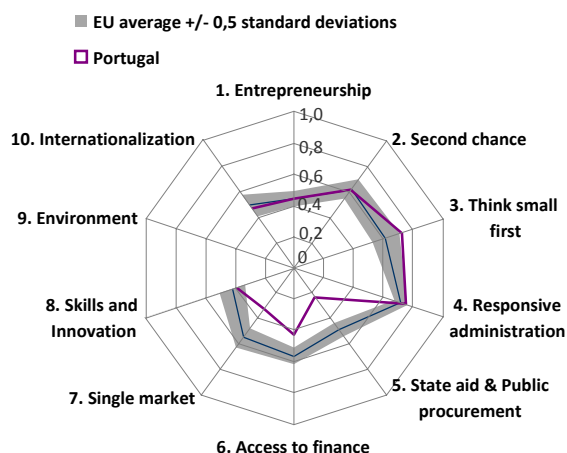 EU average +/- 0,5 standard deviations
Portugal
1. Entrepreneurship
1,0
10. Internationalization
2. Second chance
0,8
0,6
9. Environment
0,4
3. Think small
first
0,2
0
8. Skills and
Innovation
4. Responsive
administration
7. Single market
5. State aid & Public
procurement
6. Access to finance